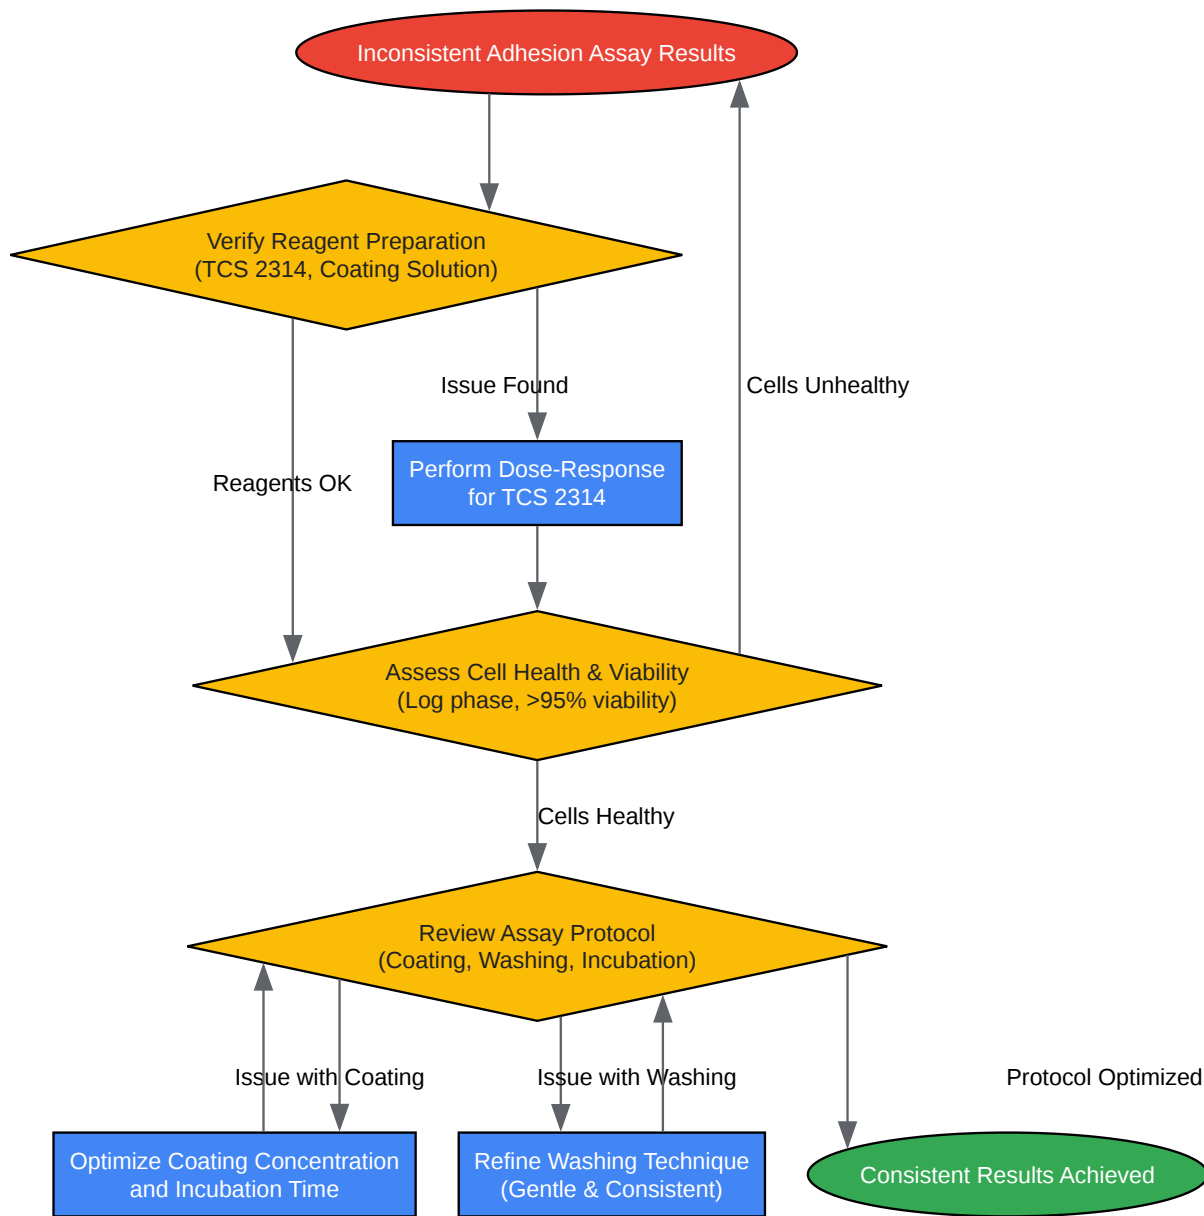 Inconsistent Adhesion Assay Results
Verify Reagent Preparation
(TCS 2314, Coating Solution)
Issue Found
Cells Unhealthy
Reagents OK
Perform Dose-Response
for TCS 2314
Assess Cell Health & Viability
(Log phase, >95% viability)
Cells Healthy
Review Assay Protocol
(Coating, Washing, Incubation)
Issue with Coating
Issue with Washing
Protocol Optimized
Optimize Coating Concentration
and Incubation Time
Refine Washing Technique
(Gentle & Consistent)
Consistent Results Achieved